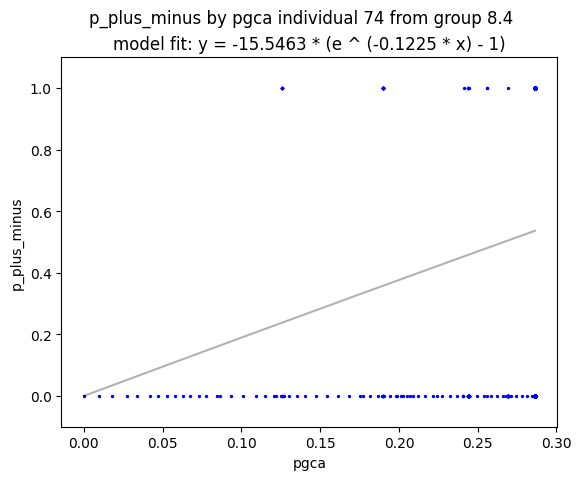 p_plus_minus by pgca individual 74 from group 8.4
model fit: y = -15.5463 * (e ^ (-0.1225 * x) - 1)
1.0
0.8
0.6
0.4
0.2
0.0
p_plus_minus
0.00 0.05 0.10 0.15 0.20 0.25 0.30
pgca